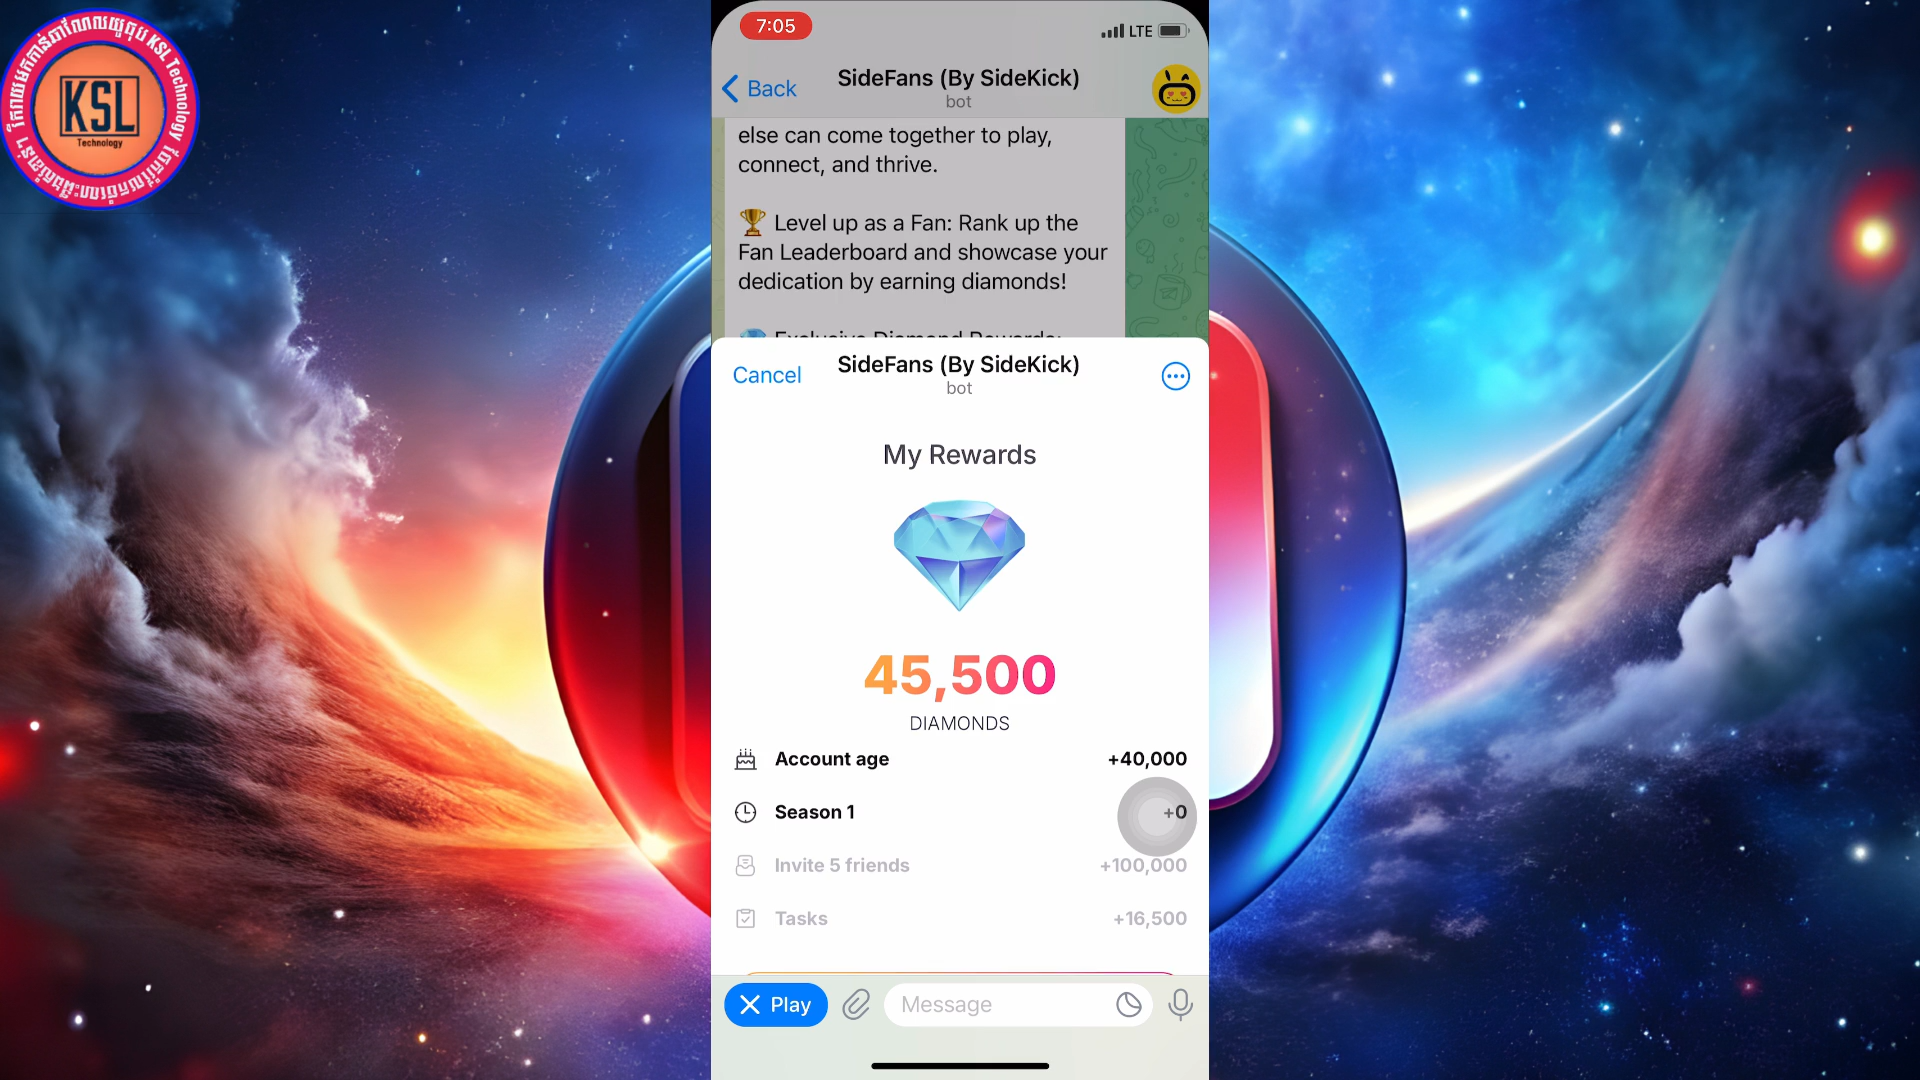 KSL
Technology
7:05
LTE
Back
SideFans (By SideKick)
bot
else can come together to play,
connect, and thrive.
🏆 Level up as a Fan: Rank up the
Fan Leaderboard and showcase your
dedication by earning diamonds!
Exclusive Diamond Rewards:
Cancel
SideFans (By SideKick)
bot
My Rewards
45,500
DIAMONDS
Account age +40,000
Season 1 +0
Invite 5 friends +100,000
Tasks +16,500
Play
Message